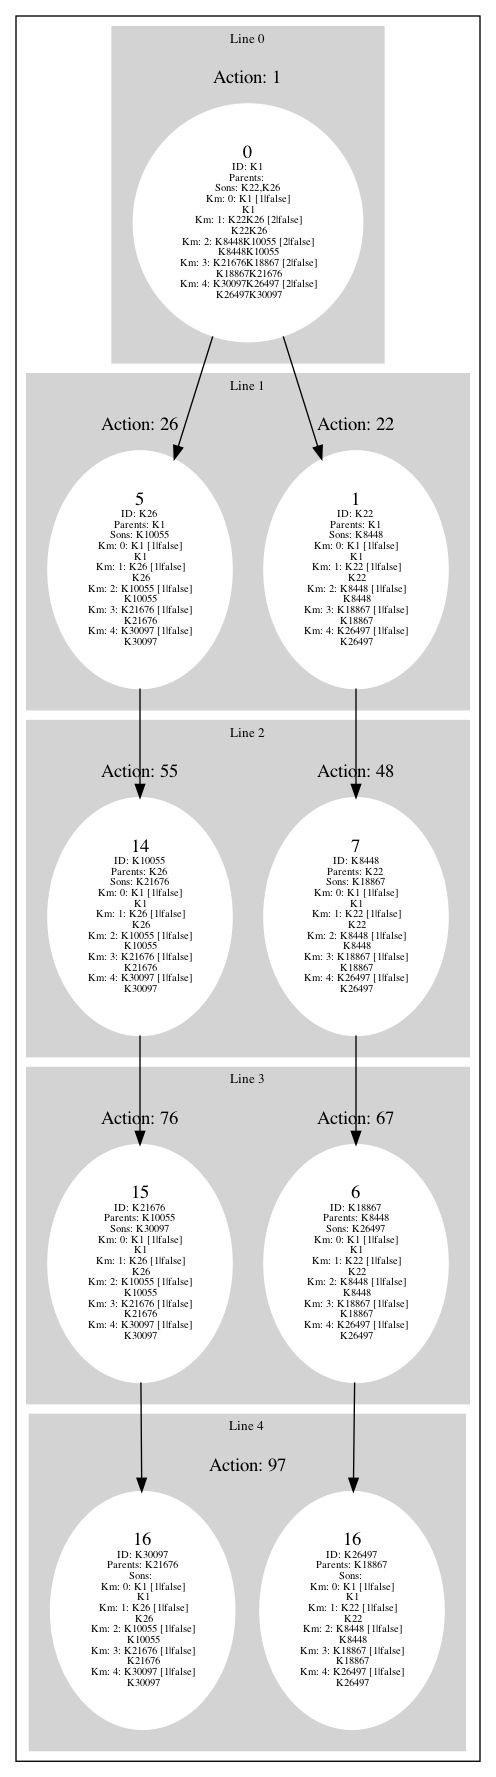 Line 0
Action: 1
0
ID: K1
Parents:
Sons: K22,K26
Km: 0: K1 [1|false]
K1
Km: 1: K22K26 [2|false]
K22K26
Km: 2: K8448K10055 [2|false]
K8448K10055
Km: 3: K21676K18867 [2|false]
K18867K21676
Km: 4: K30097K26497 [2|false]
K26497K30097
Line 1
Action: 26
5
ID: K26
Parents: K1
Sons: K10055
Km: 0: K1 [1|false]
K1
Km: 1: K26 [1|false]
K26
Km: 2: K10055 [1|false]
K10055
Km: 3: K21676 [1|false]
K21676
Km: 4: K30097 [1|false]
K30097
Action: 22
1
ID: K22
Parents: K1
Sons: K8448
Km: 0: K1 [1|false]
K1
Km: 1: K22 [1|false]
K22
Km: 2: K8448 [1|false]
K8448
Km: 3: K18867 [1|false]
K18867
Km: 4: K26497 [1|false]
K26497
Line 2
Action: 55
14
ID: K10055
Parents: K26
Sons: K21676
Km: 0: K1 [1|false]
K1
Km: 1: K26 [1|false]
K26
Km: 2: K10055 [1|false]
K10055
Km: 3: K21676 [1|false]
K21676
Km: 4: K30097 [1|false]
K30097
Action: 48
7
ID: K8448
Parents: K22
Sons: K18867
Km: 0: K1 [1|false]
K1
Km: 1: K22 [1|false]
K22
Km: 2: K8448 [1|false]
K8448
Km: 3: K18867 [1|false]
K18867
Km: 4: K26497 [1|false]
K26497
Line 3
Action: 76
15
ID: K21676
Parents: K10055
Sons: K30097
Km: 0: K1 [1|false]
K1
Km: 1: K26 [1|false]
K26
Km: 2: K10055 [1|false]
K10055
Km: 3: K21676 [1|false]
K21676
Km: 4: K30097 [1|false]
K30097
Action: 67
6
ID: K18867
Parents: K8448
Sons: K26497
Km: 0: K1 [1|false]
K1
Km: 1: K22 [1|false]
K22
Km: 2: K8448 [1|false]
K8448
Km: 3: K18867 [1|false]
K18867
Km: 4: K26497 [1|false]
K26497
Line 4
Action: 97
16
ID: K30097
Parents: K21676
Sons:
Km: 0: K1 [1|false]
K1
Km: 1: K26 [1|false]
K26
Km: 2: K10055 [1|false]
K10055
Km: 3: K21676 [1|false]
K21676
Km: 4: K30097 [1|false]
K30097
16
ID: K26497
Parents: K18867
Sons:
Km: 0: K1 [1|false]
K1
Km: 1: K22 [1|false]
K22
Km: 2: K8448 [1|false]
K8448
Km: 3: K18867 [1|false]
K18867
Km: 4: K26497 [1|false]
K26497